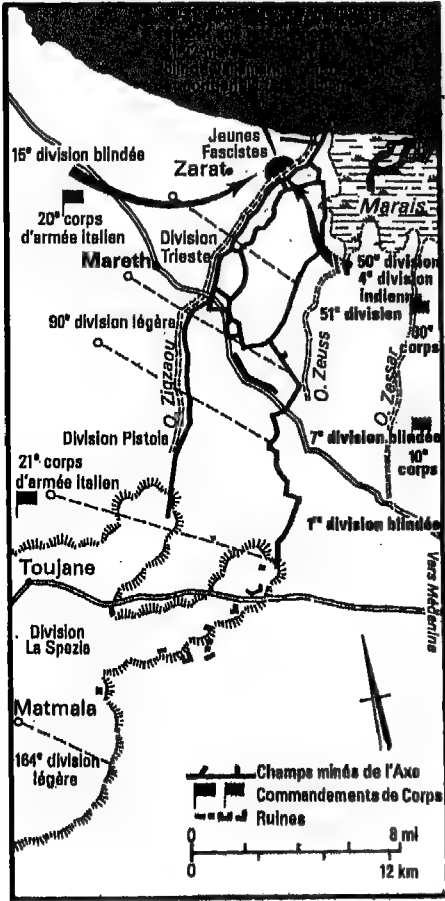 Jeunes
Fascistes
15e division blindée
Zarat
20e corps
d'armée italien
Division
Trieste
Marais
Mareth
50e division
4e division
indienne
51e division
30e
corps
90e division légère
O. Zigzaou
O. Zeuss
O. Zessar
Division Pistoia
7e division blindée
10e
corps
21e corps
d'armée italien
1re division blindée
Toujane
Vers Médenine
Division
La Spezia
Matmala
164e division
légère
Champs minés de l'Axe
Commandements de Corps
Ruines
0 8 ml
0 12 km